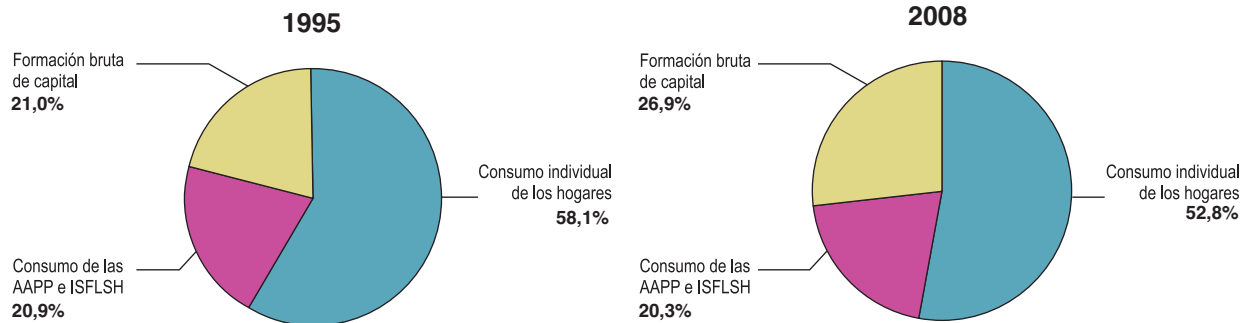 1995
Formación bruta
de capital
21,0%
Consumo individual
de los hogares
58,1%
Consumo de las
AAPP e ISFLSH
20,9%
2008
Formación bruta
de capital
26,9%
Consumo individual
de los hogares
52,8%
Consumo de las
AAPP e ISFLSH
20,3%